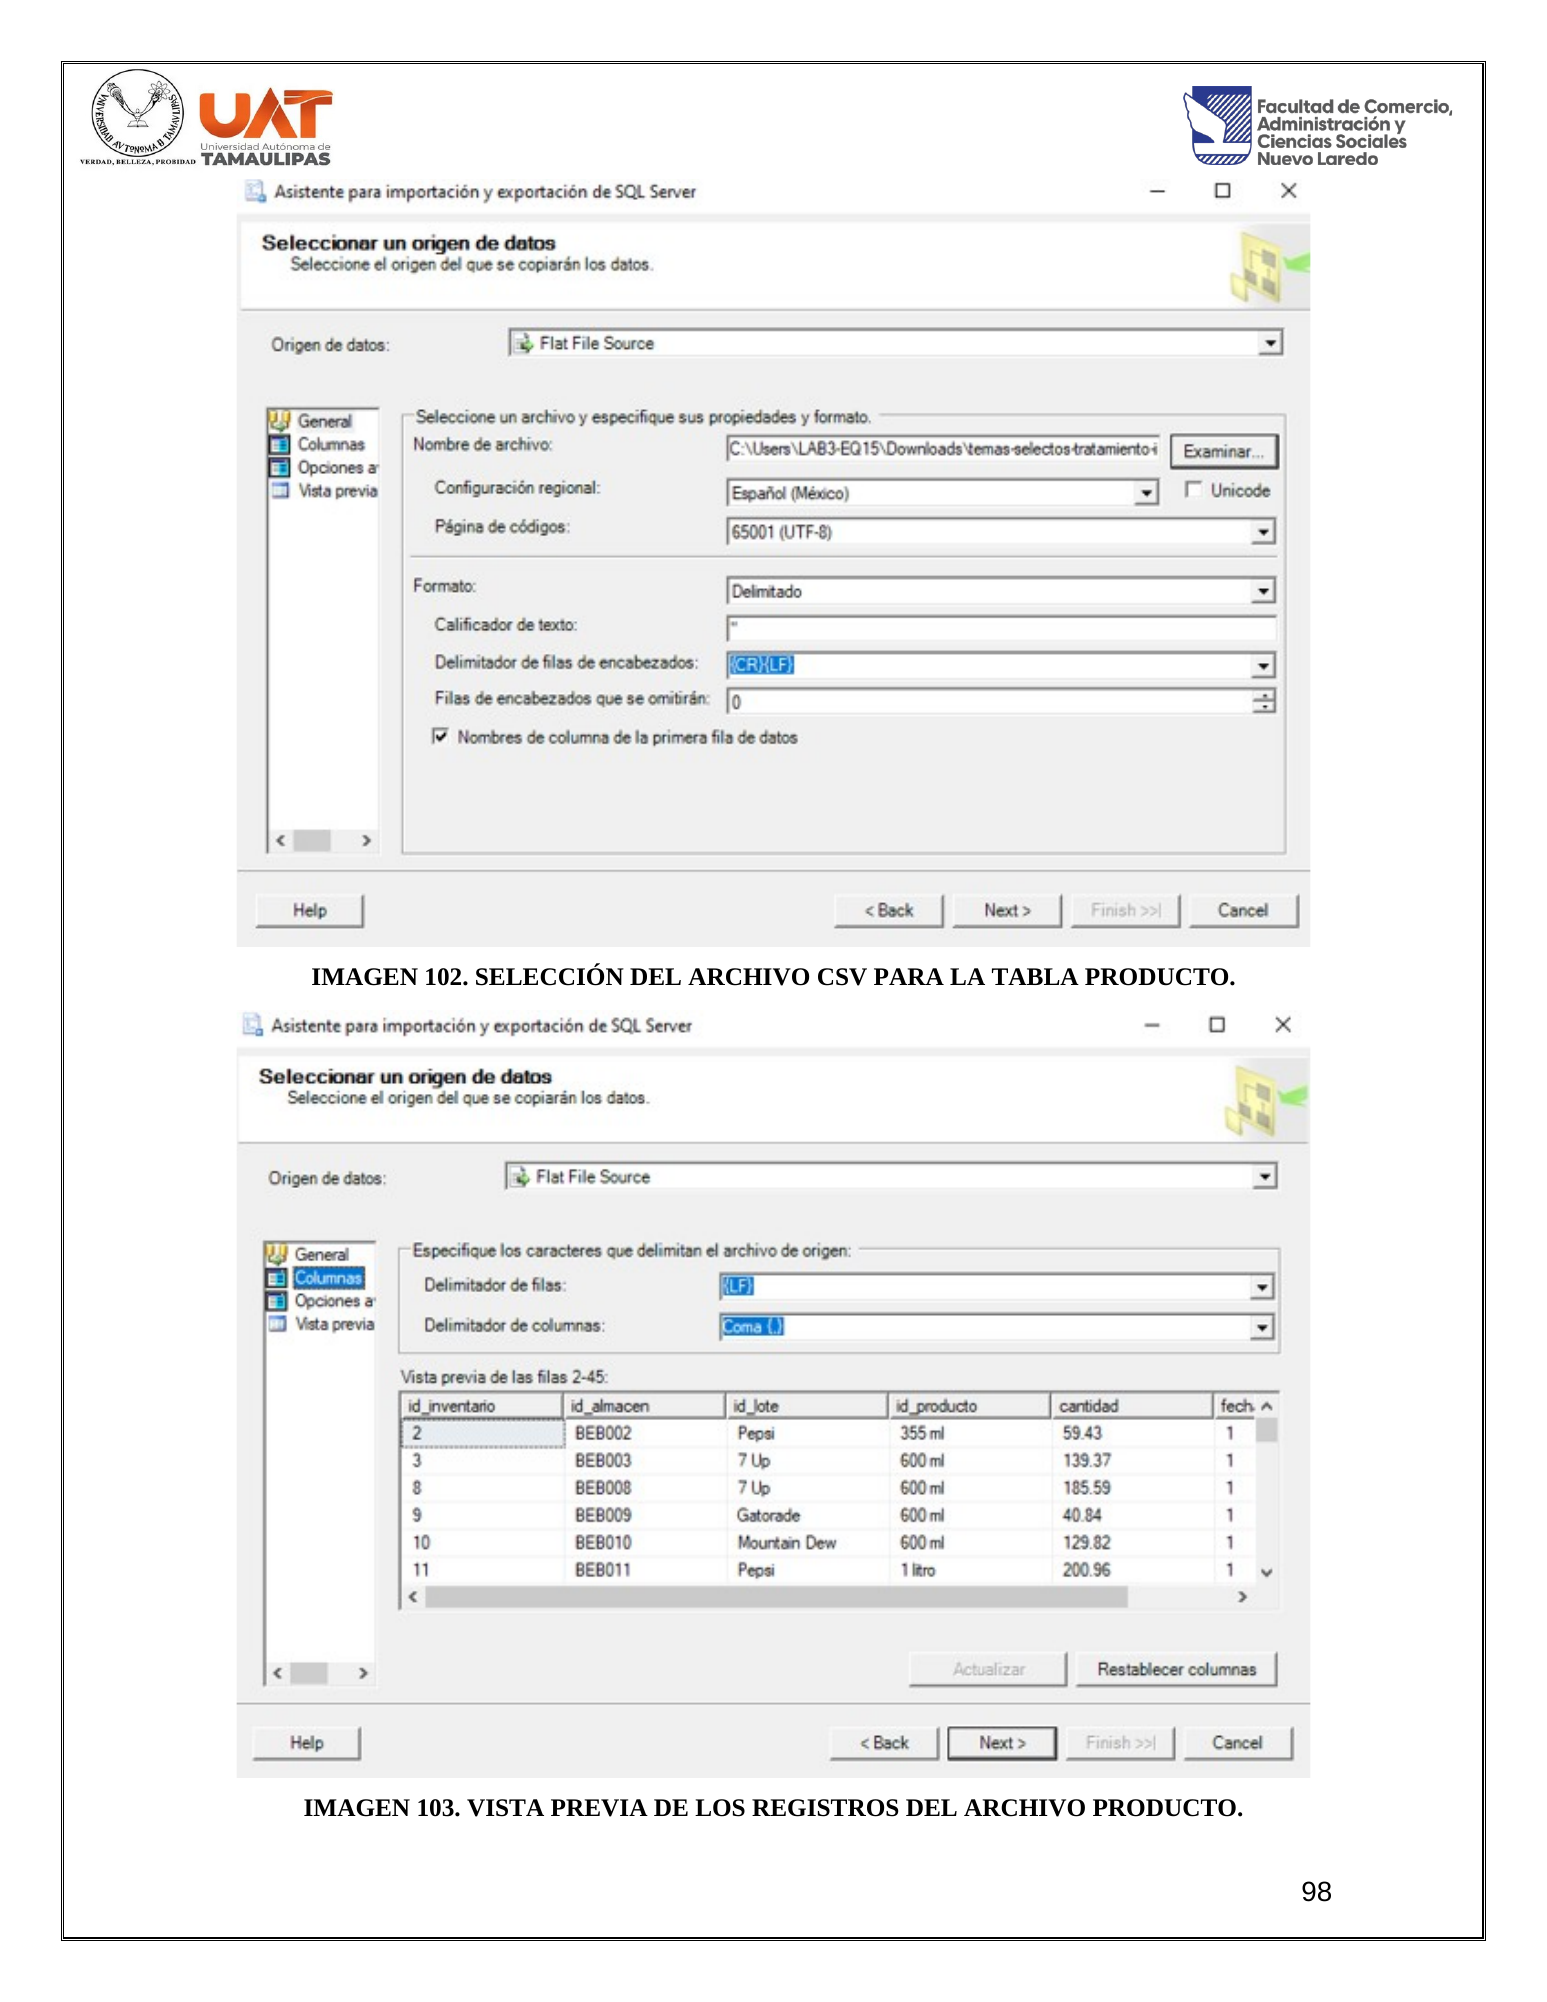 UNIVERSIDAD AUTONOMA D TAMAULIPAS
VERDAD, BELLEZA, PROBIDAD
UAT
Universidad Autónoma de
TAMAULIPAS
Facultad de Comercio,
Administración y
Ciencias Sociales
Nuevo Laredo
Asistente para importación y exportación de SQL Server
Seleccionar un origen de datos
Seleccione el origen del que se copiarán los datos.
Origen de datos: Flat File Source
General
Columnas
Opciones a
Vista previa
Seleccione un archivo y especifique sus propiedades y formato.
Nombre de archivo: C:\Users\LAB3-EQ15\Downloads\temas-selectos-tratamiento-i Examinar...
Configuración regional: Español (México) Unicode
Página de códigos: 65001 (UTF-8)
Formato: Delimitado
Calificador de texto: "
Delimitador de filas de encabezados: {CR}{LF}
Filas de encabezados que se omitirán: 0
Nombres de columna de la primera fila de datos
Help < Back Next > Finish >>| Cancel
IMAGEN 102. SELECCIÓN DEL ARCHIVO CSV PARA LA TABLA PRODUCTO.
Asistente para importación y exportación de SQL Server
Seleccionar un origen de datos
Seleccione el origen del que se copiarán los datos.
Origen de datos: Flat File Source
General
Columnas
Opciones a
Vista previa
Especifique los caracteres que delimitan el archivo de origen:
Delimitador de filas: {LF}
Delimitador de columnas: Coma {,}
Vista previa de las filas 2-45:
id_inventario id_almacen id_lote id_producto cantidad fech
2 BEB002 Pepsi 355 ml 59.43 1
3 BEB003 7 Up 600 ml 139.37 1
8 BEB008 7 Up 600 ml 185.59 1
9 BEB009 Gatorade 600 ml 40.84 1
10 BEB010 Mountain Dew 600 ml 129.82 1
11 BEB011 Pepsi 1 litro 200.96 1
Actualizar Restablecer columnas
Help < Back Next > Finish >>| Cancel
IMAGEN 103. VISTA PREVIA DE LOS REGISTROS DEL ARCHIVO PRODUCTO.
98